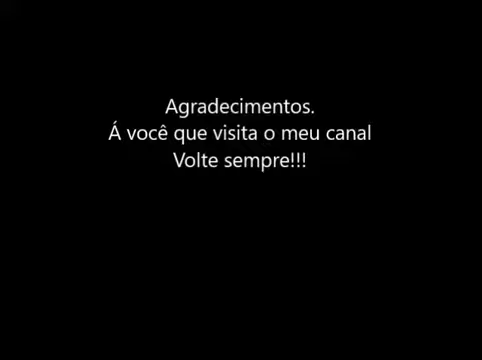 Agradecimentos.
Á você que visita o meu canal
Volte sempre!!!